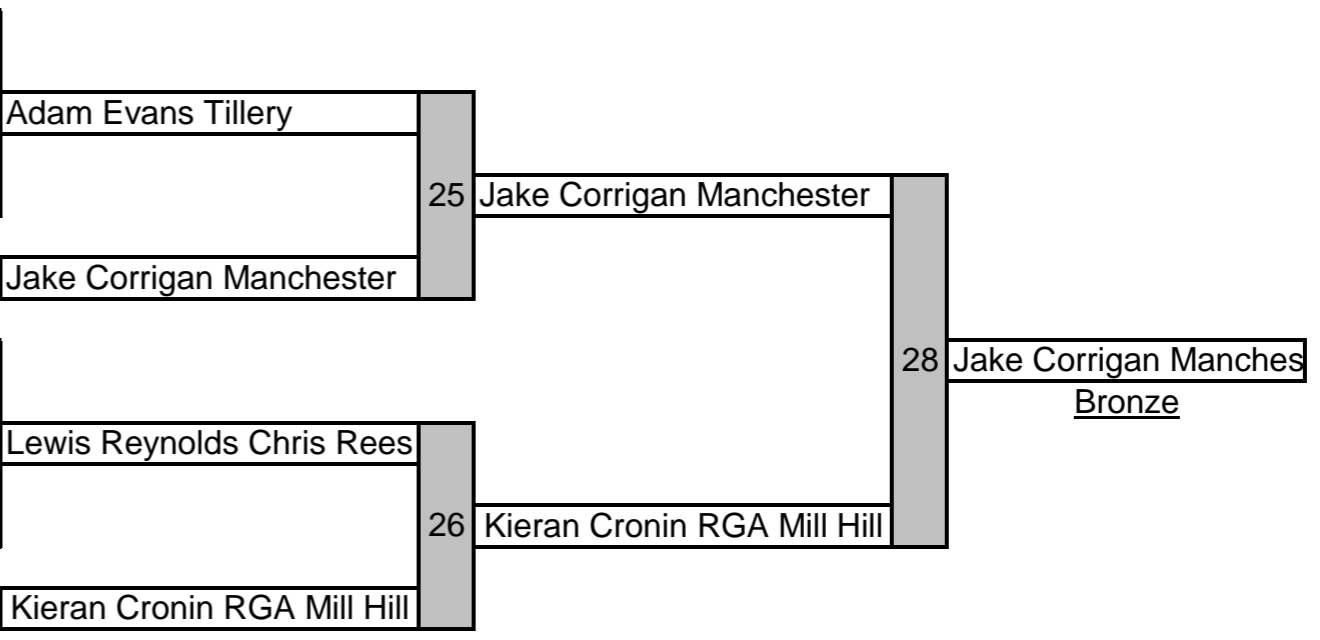 Adam Evans Tillery
25 Jake Corrigan Manchester
Jake Corrigan Manchester
28 Jake Corrigan Manches
Bronze
Lewis Reynolds Chris Rees
26 Kieran Cronin RGA Mill Hill
Kieran Cronin RGA Mill Hill